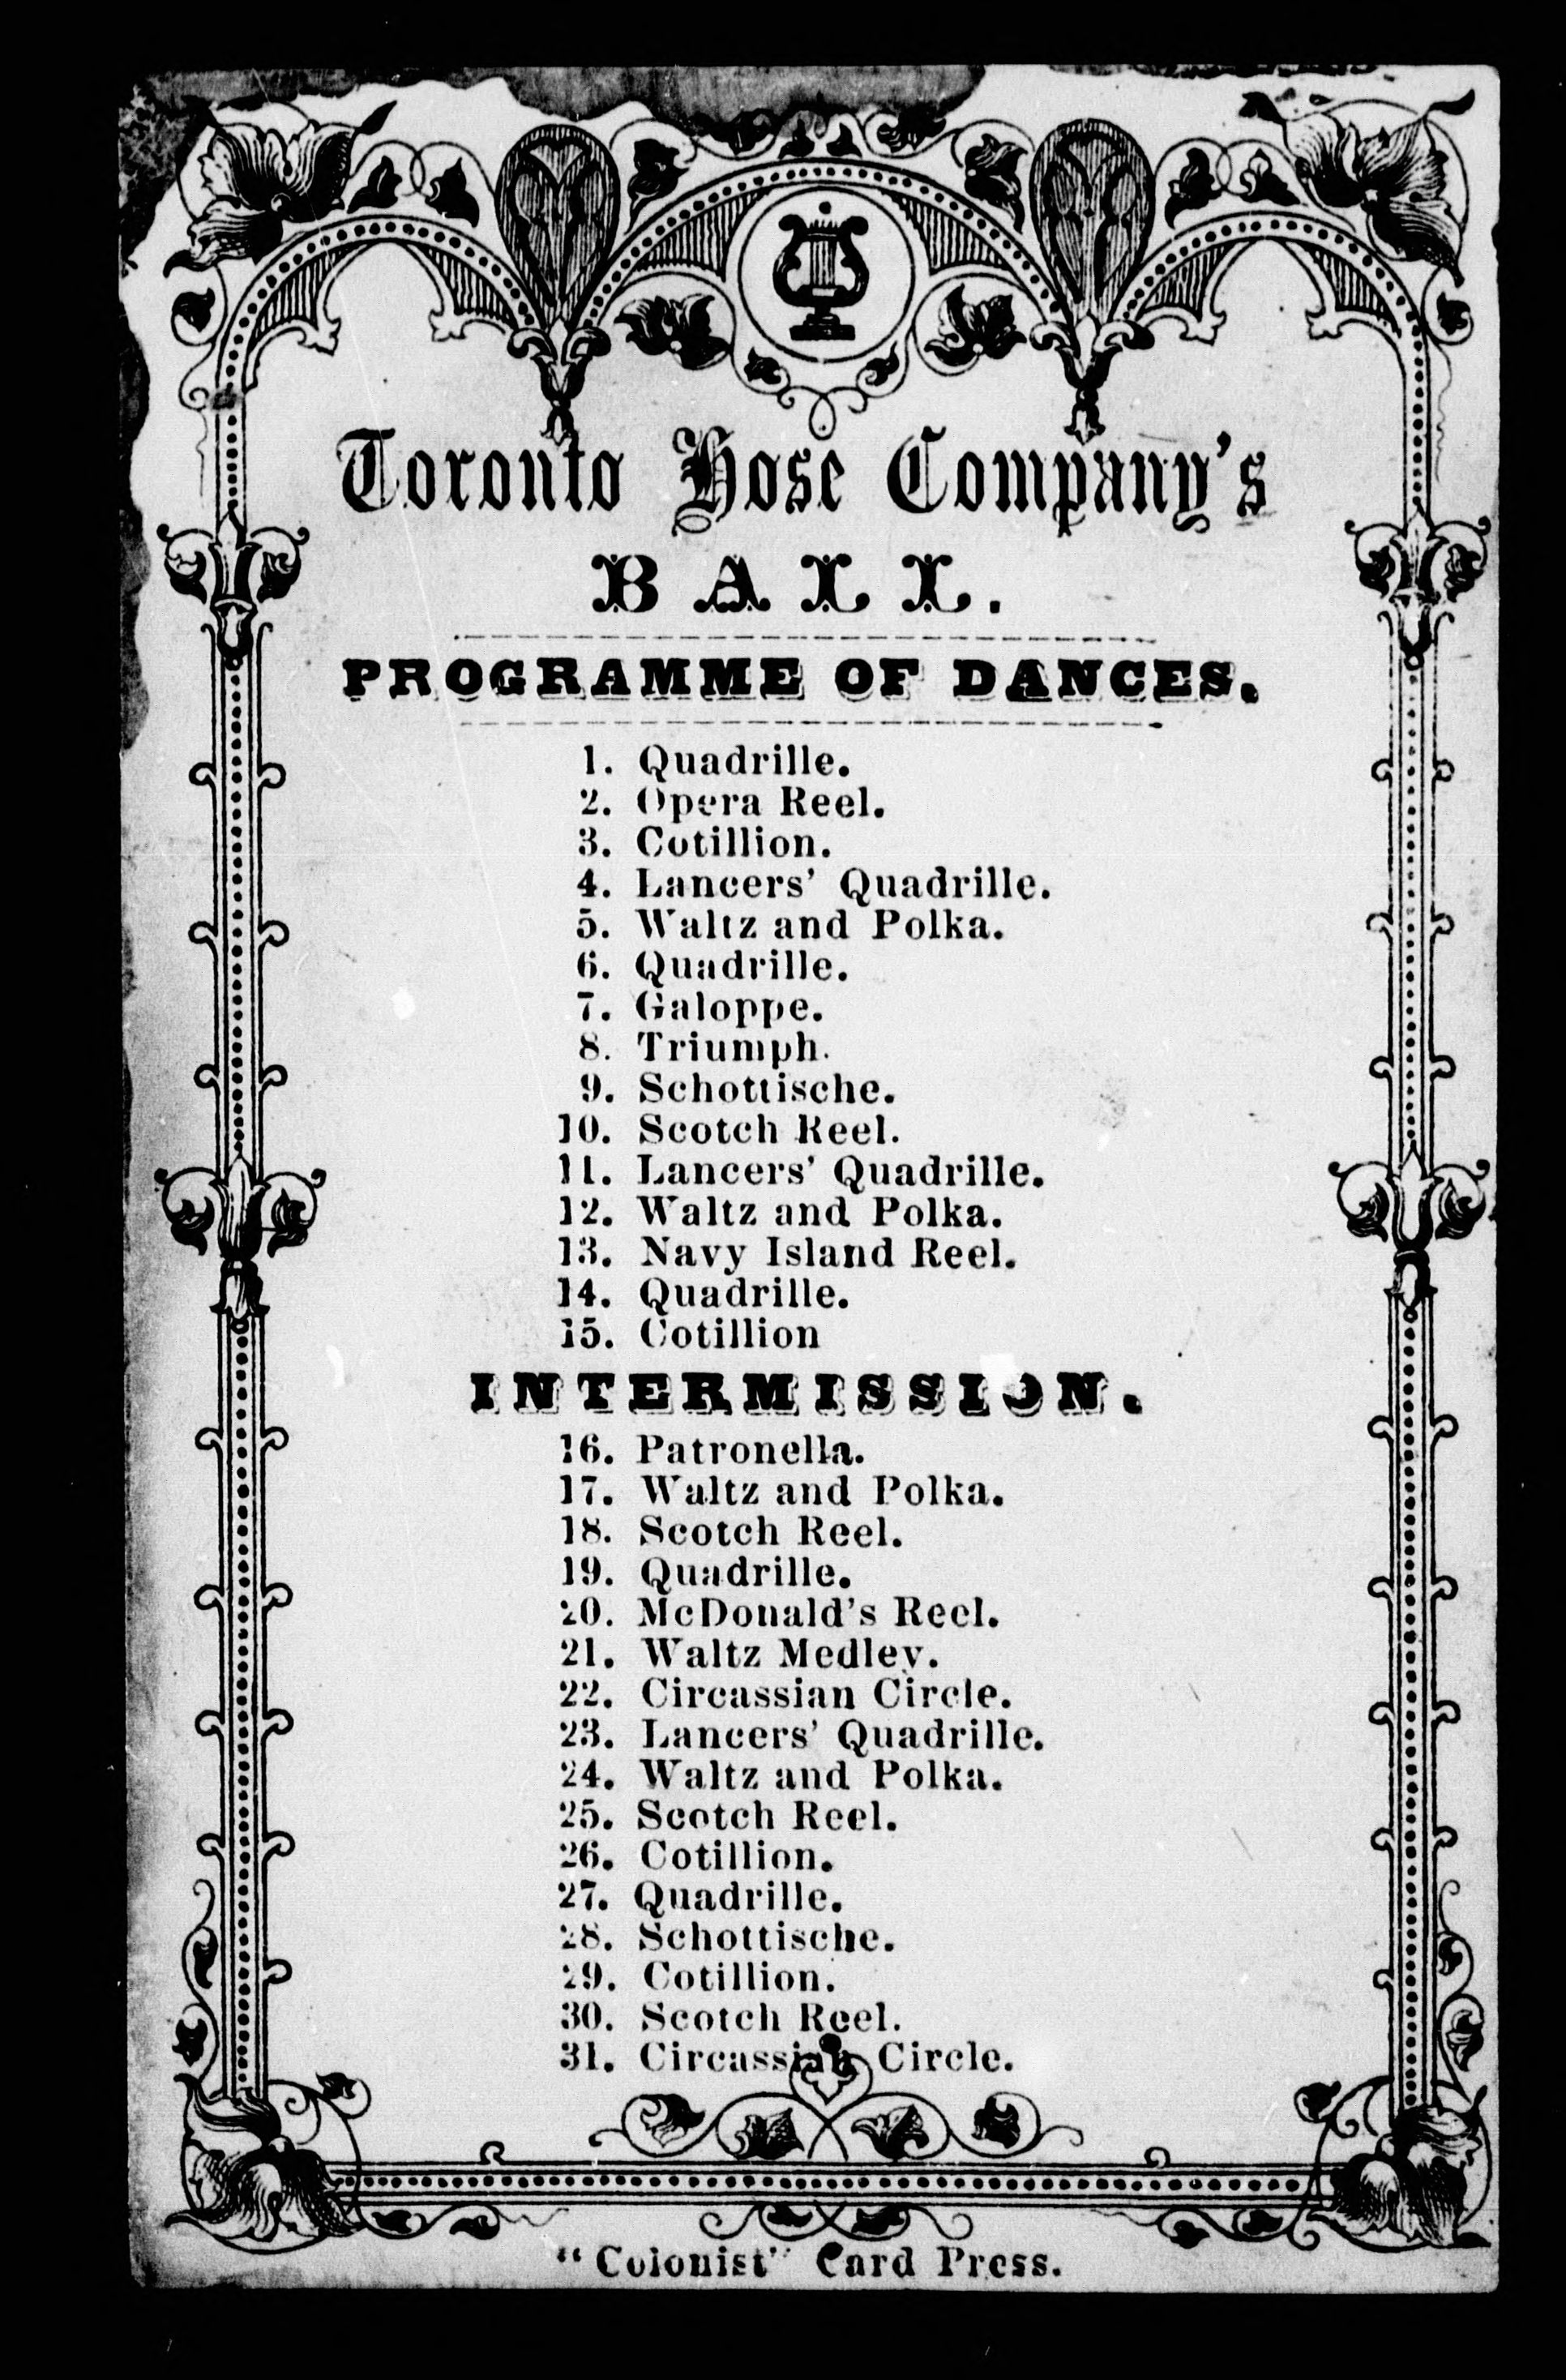 Toronto Hose Company's
BALL.
PROGRAMME OF DANCES.
1. Quadrille.
2. Opera Reel.
3. Cotillion.
4. Lancers' Quadrille.
5. Waltz and Polka.
6. Quadrille.
7. Galoppe.
8. Triumph.
9. Schottische.
10. Scotch Reel.
11. Lancers' Quadrille.
12. Waltz and Polka.
13. Navy Island Reel.
14. Quadrille.
15. Cotillion
INTERMISSION.
16. Patronella.
17. Waltz and Polka.
18. Scotch Reel.
19. Quadrille.
20. McDonald's Reel.
21. Waltz Medley.
22. Circassian Circle.
23. Lancers' Quadrille.
24. Waltz and Polka.
25. Scotch Reel.
26. Cotillion.
27. Quadrille.
28. Schottische.
29. Cotillion.
30. Scotch Reel.
31. Circassian Circle.
"Colonist" Card Press.